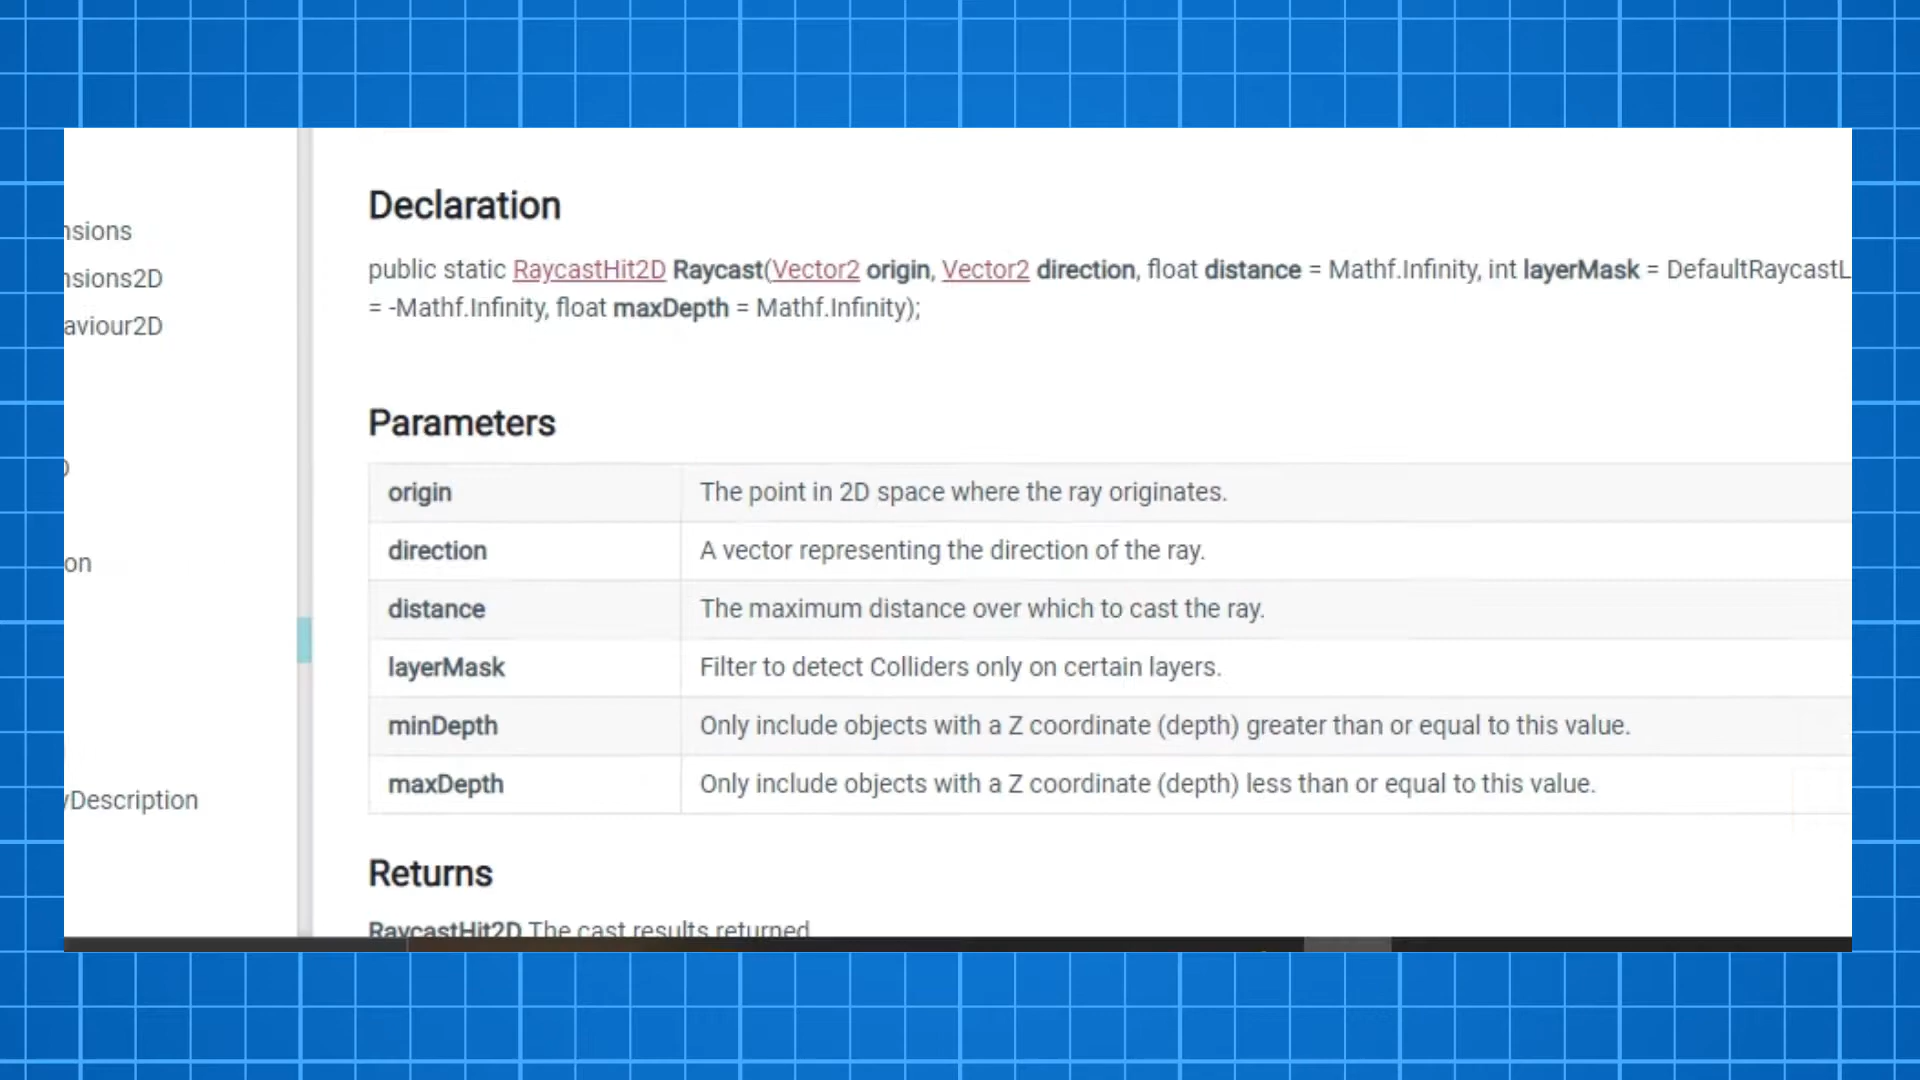 Declaration
public static RaycastHit2D Raycast(Vector2 origin, Vector2 direction, float distance = Mathf.Infinity, int layerMask = DefaultRaycastL
= -Mathf.Infinity, float maxDepth = Mathf.Infinity);
nsions
nsions2D
aviour2D
on
yDescription
Parameters
origin The point in 2D space where the ray originates.
direction A vector representing the direction of the ray.
distance The maximum distance over which to cast the ray.
layerMask Filter to detect Colliders only on certain layers.
minDepth Only include objects with a Z coordinate (depth) greater than or equal to this value.
maxDepth Only include objects with a Z coordinate (depth) less than or equal to this value.
Returns
RaycastHit2D The cast results returned